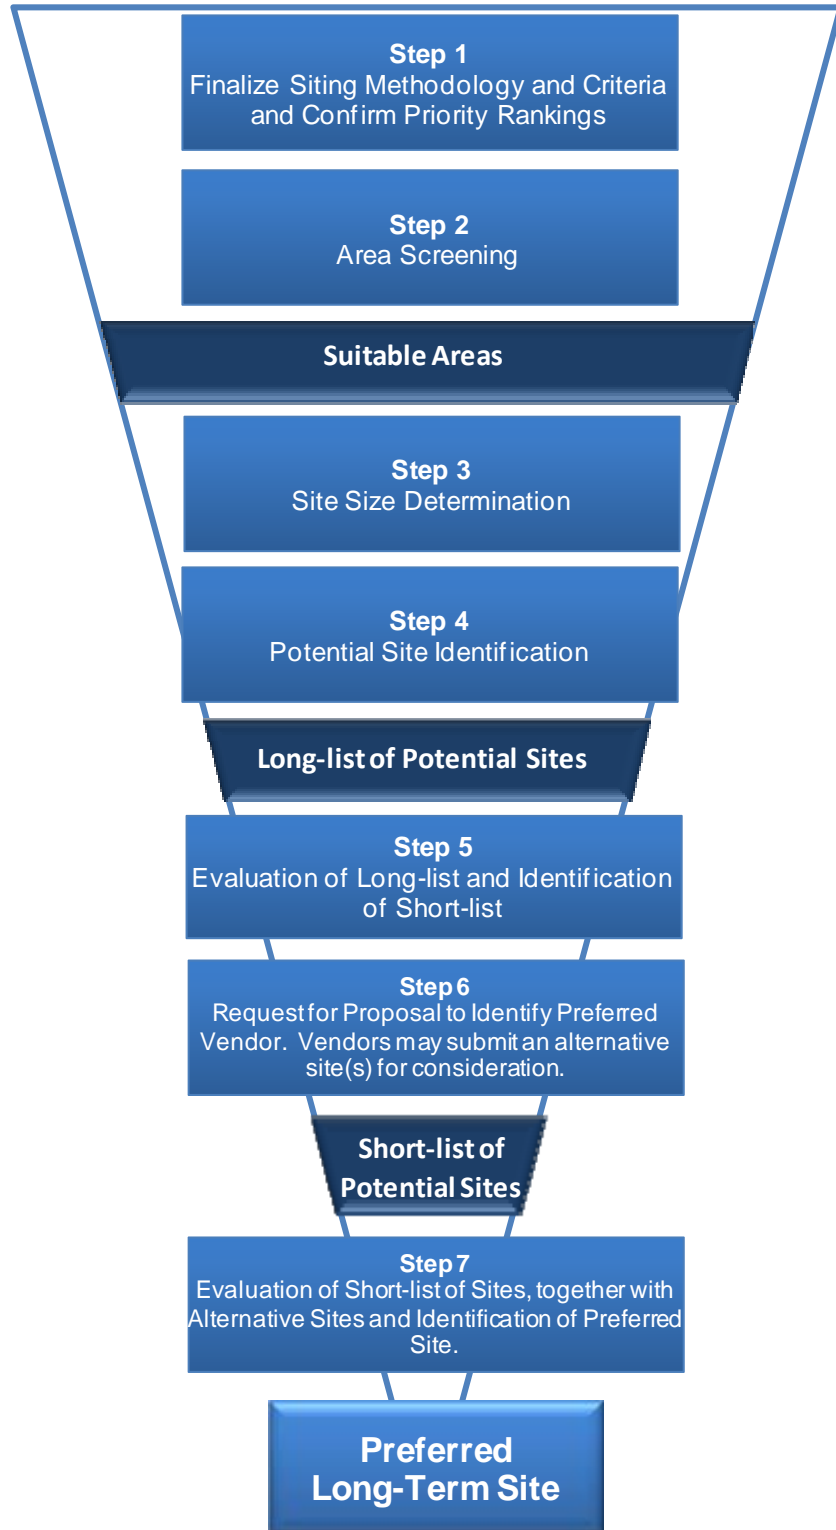 Step 1
Finalize Siting Methodology and Criteria
and Confirm Priority Rankings
Step 2
Area Screening
Suitable Areas
Step 3
Site Size Determination
Step 4
Potential Site Identification
Long-list of Potential Sites
Step 5
Evaluation of Long-list and Identification
of Short-list
Step 6
Request for Proposal to Identify Preferred
Vendor. Vendors may submit an alternative
site(s) for consideration.
Short-list of
Potential Sites
Step 7
Evaluation of Short-list of Sites, together with
Alternative Sites and Identification of Preferred
Site.
Preferred
Long-Term Site